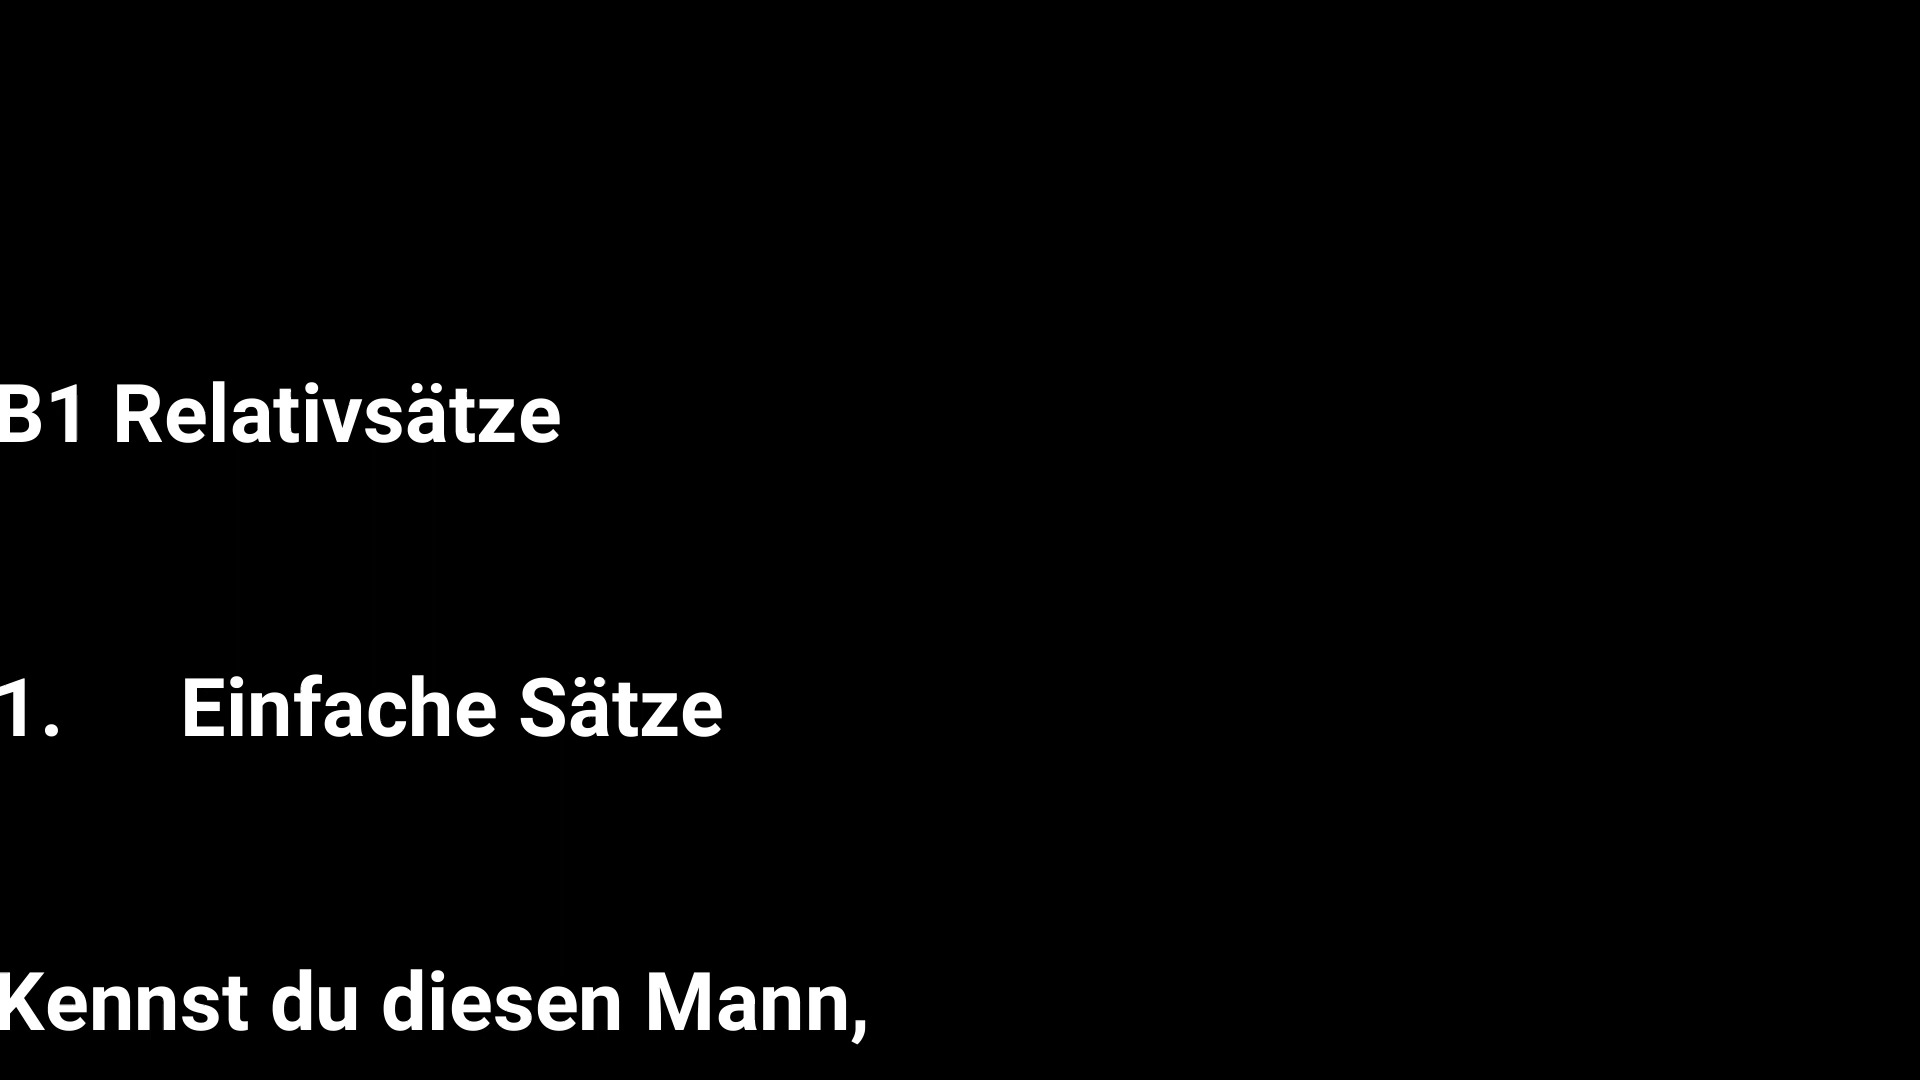 B1 Relativsätze
1. Einfache Sätze
Kennst du diesen Mann,